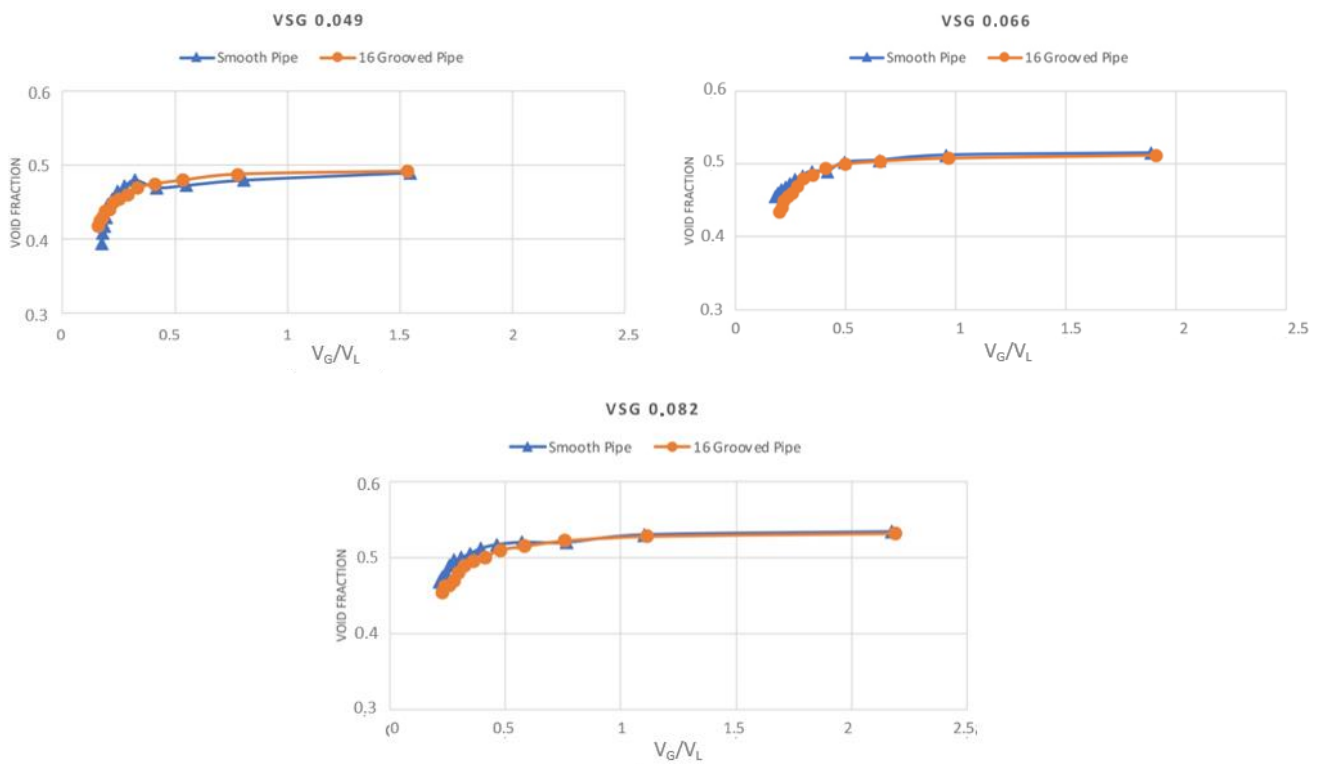 VSG 0.049
Smooth Pipe 16 Grooved Pipe
0.6
0.5
0.4
0.3
VOID FRACTION
0 0.5 1 1.5 2 2.5
VG/VL
VSG 0.066
Smooth Pipe 16 Grooved Pipe
0.6
0.5
0.4
0.3
VOID FRACTION
0 0.5 1 1.5 2 2.5
VG/VL
VSG 0.082
Smooth Pipe 16 Grooved Pipe
0.6
0.5
0.4
0.3
VOID FRACTION
0 0.5 1 1.5 2 2.5
VG/VL